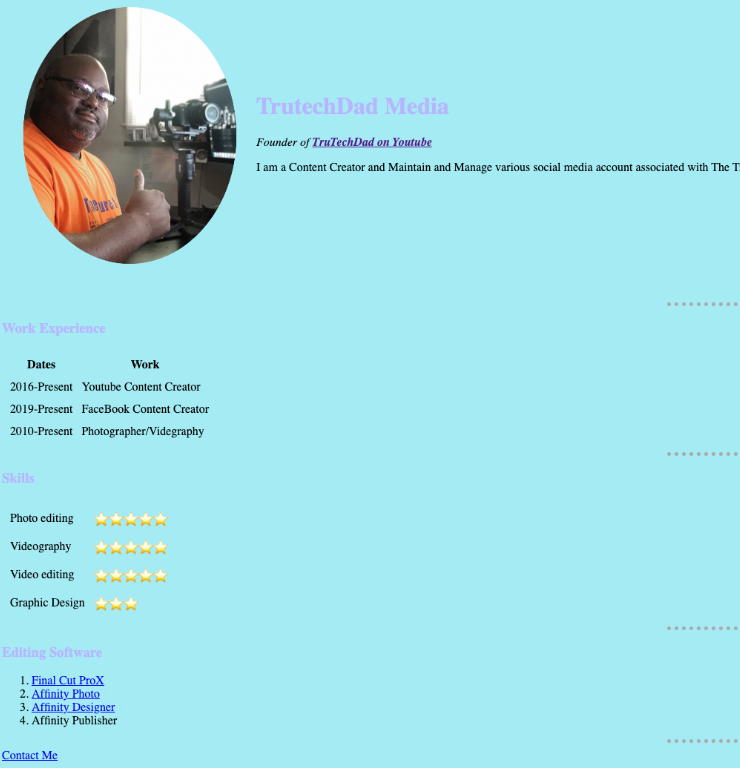 TrutechDad Media
Founder of TruTechDad on Youtube
I am a Content Creator and Maintain and Manage various social media account associated with The
Work Experience
Dates Work
2016-Present Youtube Content Creator
2019-Present FaceBook Content Creator
2010-Present Photographer/Videgraphy
Skills
Photo editing ⭐⭐⭐⭐⭐
Videography ⭐⭐⭐⭐⭐
Video editing ⭐⭐⭐⭐⭐
Graphic Design ⭐⭐⭐
Editing Software
1. Final Cut ProX
2. Affinity Photo
3. Affinity Designer
4. Affinity Publisher
Contact Me